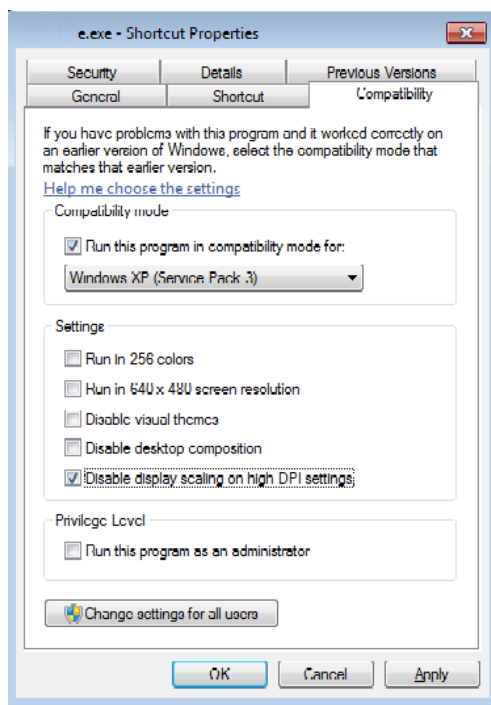 e.exe - Shortcut Properties
Security Details Previous Versions
General Shortcut Compatibility
If you have problems with this program and it worked correctly on
an earlier version of Windows, select the compatibility mode that
matches that earlier version.
Help me choose the settings
Compatibility mode
Run this program in compatibility mode for:
Windows XP (Service Pack 3)
Settings
Run in 256 colors
Run in 640 x 480 screen resolution
Disable visual themes
Disable desktop composition
Disable display scaling on high DPI settings
Privilege Level
Run this program as an administrator
Change settings for all users
OK Cancel Apply